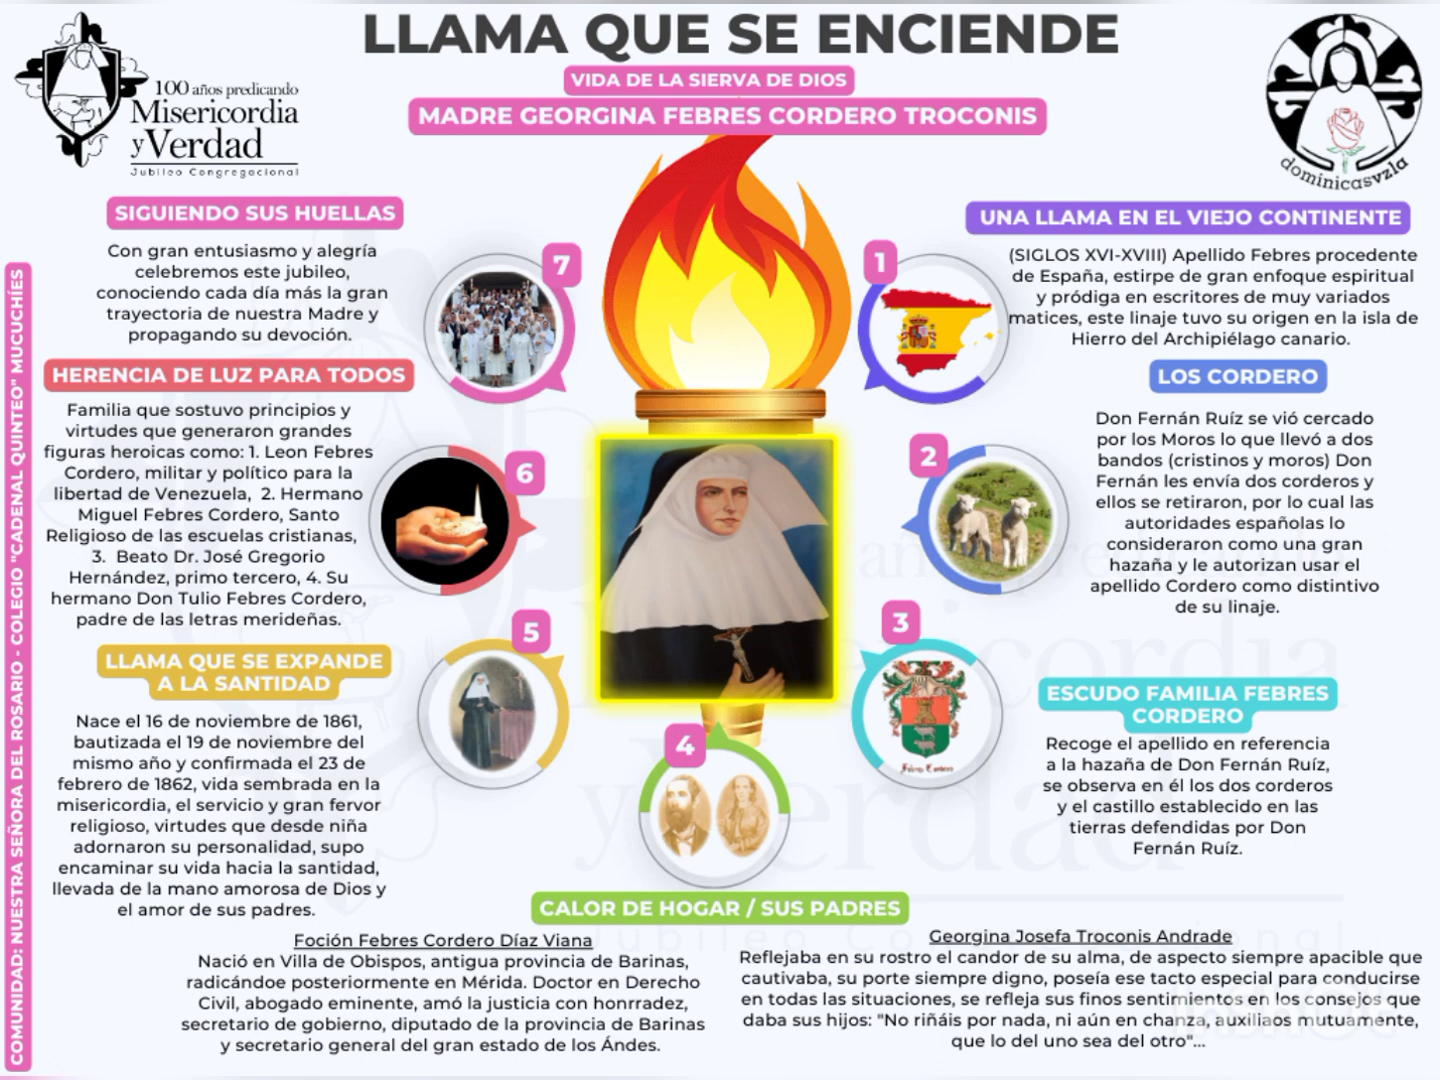 LLAMA QUE SE ENCIENDE
VIDA DE LA SIERVA DE DIOS
MADRE GEORGINA FEBRES CORDERO TROCONIS
100 años predicando
Misericordia
y Verdad
Jubileo Congregacional
dominicasvzla
UNA LLAMA EN EL VIEJO CONTINENTE
1
(SIGLOS XVI-XVIII) Apellido Febres procedente
de España, estirpe de gran enfoque espiritual
y pródiga en escritores de muy variados
matices, este linaje tuvo su origen en la isla de
Hierro del Archipiélago canario.
LOS CORDERO
2
Don Fernán Ruíz se vió cercado
por los Moros lo que llevó a dos
bandos (cristinos y moros) Don
Fernán les envía dos corderos y
ellos se retiraron, por lo cual las
autoridades españolas lo
consideraron como una gran
hazaña y le autorizan usar el
apellido Cordero como distintivo
de su linaje.
3
ESCUDO FAMILIA FEBRES
CORDERO
Febres Cordero
Recoge el apellido en referencia
a la hazaña de Don Fernán Ruíz,
se observa en él los dos corderos
y el castillo establecido en las
tierras defendidas por Don
Fernán Ruíz.
4
CALOR DE HOGAR / SUS PADRES
Foción Febres Cordero Díaz Viana
Nació en Villa de Obispos, antigua provincia de Barinas,
radicándoe posteriormente en Mérida. Doctor en Derecho
Civil, abogado eminente, amó la justicia con honrradez,
secretario de gobierno, diputado de la provincia de Barinas
y secretario general del gran estado de los Ándes.
Georgina Josefa Troconis Andrade
Reflejaba en su rostro el candor de su alma, de aspecto siempre apacible que
cautivaba, su porte siempre digno, poseía ese tacto especial para conducirse
en todas las situaciones, se refleja sus finos sentimientos en los consejos que
daba sus hijos: "No riñáis por nada, ni aún en chanza, auxiliaos mutuamente,
que lo del uno sea del otro"...
InShOt
5
LLAMA QUE SE EXPANDE
A LA SANTIDAD
Nace el 16 de noviembre de 1861,
bautizada el 19 de noviembre del
mismo año y confirmada el 23 de
febrero de 1862, vida sembrada en la
misericordia, el servicio y gran fervor
religioso, virtudes que desde niña
adornaron su personalidad, supo
encaminar su vida hacia la santidad,
llevada de la mano amorosa de Dios y
el amor de sus padres.
6
HERENCIA DE LUZ PARA TODOS
Familia que sostuvo principios y
virtudes que generaron grandes
figuras heroicas como: 1. Leon Febres
Cordero, militar y político para la
libertad de Venezuela, 2. Hermano
Miguel Febres Cordero, Santo
Religioso de las escuelas cristianas,
3. Beato Dr. José Gregorio
Hernández, primo tercero, 4. Su
hermano Don Tulio Febres Cordero,
padre de las letras merideñas.
7
SIGUIENDO SUS HUELLAS
Con gran entusiasmo y alegría
celebremos este jubileo,
conociendo cada día más la gran
trayectoria de nuestra Madre y
propagando su devoción.
COMUNIDAD: NUESTRA SEÑORA DEL ROSARIO - COLEGIO "CADENAL QUINTEO" MUCUCHÍES